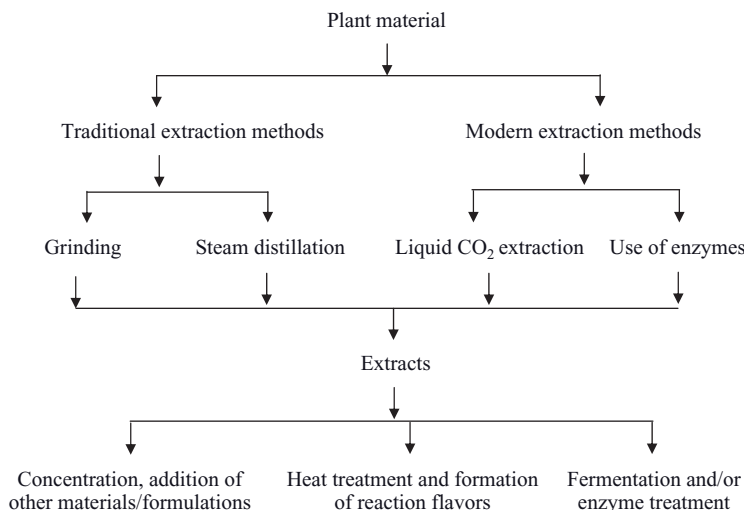 Plant material
Traditional extraction methods
Modern extraction methods
Grinding
Steam distillation
Liquid CO₂ extraction
Use of enzymes
Extracts
Concentration, addition of
other materials/formulations
Heat treatment and formation
of reaction flavors
Fermentation and/or
enzyme treatment